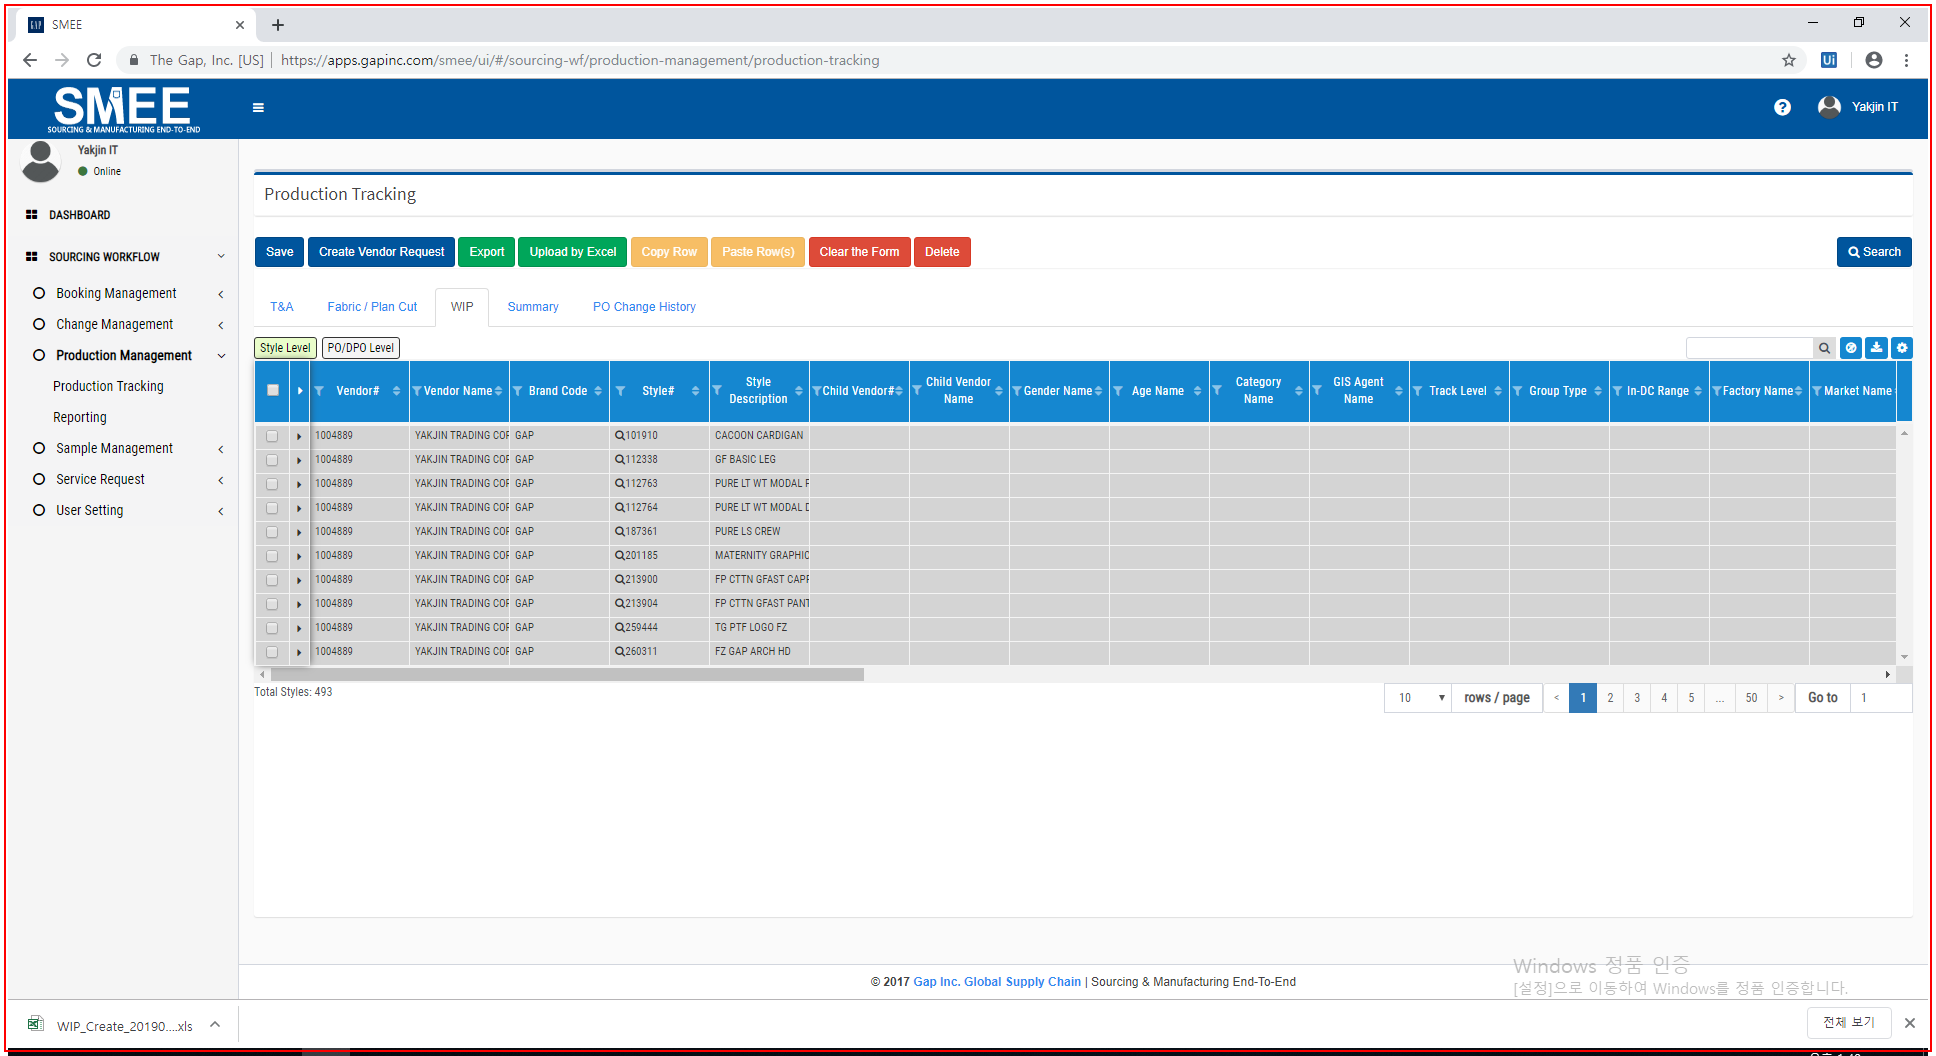 SMEE
The Gap, Inc. [US] | https://apps.gapinc.com/smee/ui/#/sourcing-wf/production-management/production-tracking
SMEE
SOURCING & MANUFACTURING END-TO-END
Yakjin IT
Yakjin IT
Online
DASHBOARD
SOURCING WORKFLOW
Booking Management
Change Management
Production Management
Production Tracking
Reporting
Sample Management
Service Request
User Setting
Production Tracking
Save Create Vendor Request Export Upload by Excel Copy Row Paste Row(s) Clear the Form Delete Search
T&A Fabric / Plan Cut WIP Summary PO Change History
Style Level PO/DPO Level
Vendor# Vendor Name Brand Code Style# Style Description Child Vendor# Child Vendor Name Gender Name Age Name Category Name GIS Agent Name Track Level Group Type In-DC Range Factory Name Market Name
1004889 YAKJIN TRADING COR GAP 101910 CACOON CARDIGAN
1004889 YAKJIN TRADING COR GAP 112338 GF BASIC LEG
1004889 YAKJIN TRADING COR GAP 112763 PURE LT WT MODAL
1004889 YAKJIN TRADING COR GAP 112764 PURE LT WT MODAL
1004889 YAKJIN TRADING COR GAP 187361 PURE LS CREW
1004889 YAKJIN TRADING COR GAP 201185 MATERNITY GRAPHIC
1004889 YAKJIN TRADING COR GAP 213900 FP CTTN GFAST CAPR
1004889 YAKJIN TRADING COR GAP 213904 FP CTTN GFAST PANT
1004889 YAKJIN TRADING COR GAP 259444 TG PTF LOGO FZ
1004889 YAKJIN TRADING COR GAP 260311 FZ GAP ARCH HD
Total Styles: 493
10 rows / page < 1 2 3 4 5 ... 50 > Go to 1
© 2017 Gap Inc. Global Supply Chain | Sourcing & Manufacturing End-To-End
Windows 정품 인증
[설정]으로 이동하여 Windows를 정품 인증합니다.
WIP_Create_20190....xls
전체 보기